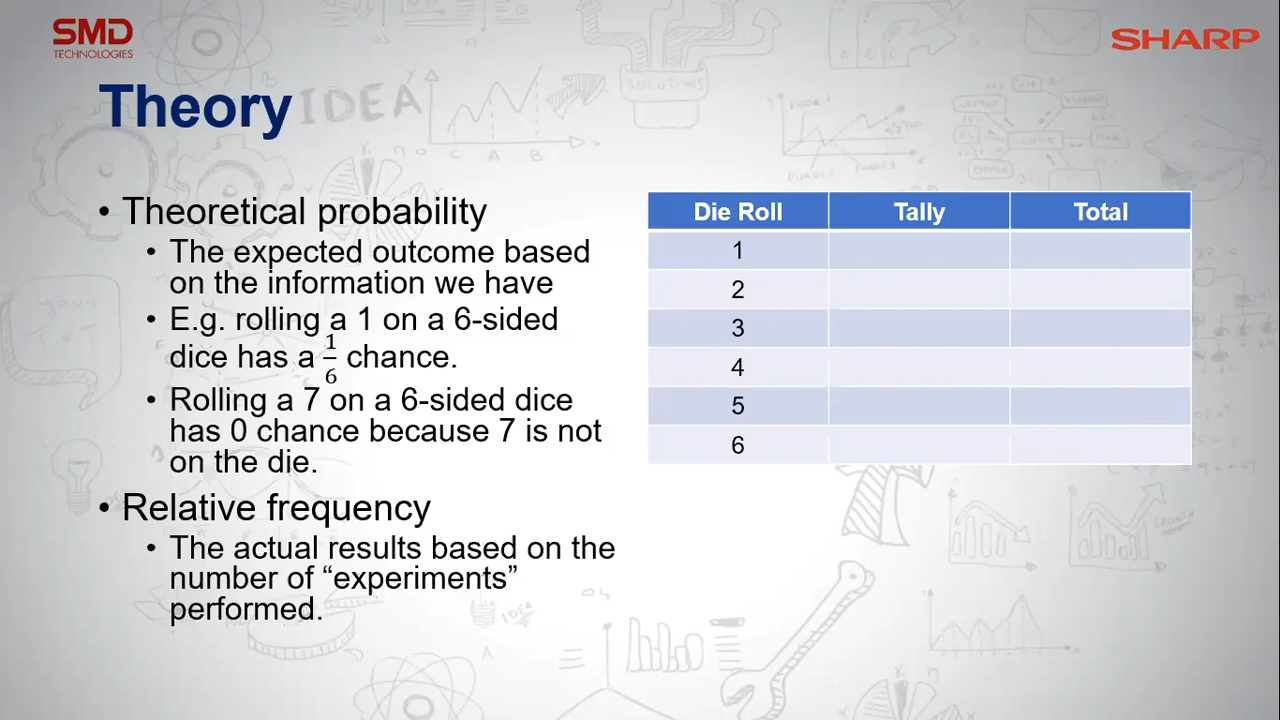 SMD
TECHNOLOGIES
SHARP
Theory
IDEA
SOLUTIONS
• Theoretical probability
• The expected outcome based
on the information we have
• E.g. rolling a 1 on a 6-sided
dice has a 1/6 chance.
• Rolling a 7 on a 6-sided dice
has 0 chance because 7 is not
on the die.
• Relative frequency
• The actual results based on the
number of “experiments”
performed.
Die Roll Tally Total
1
2
3
4
5
6
IDEA